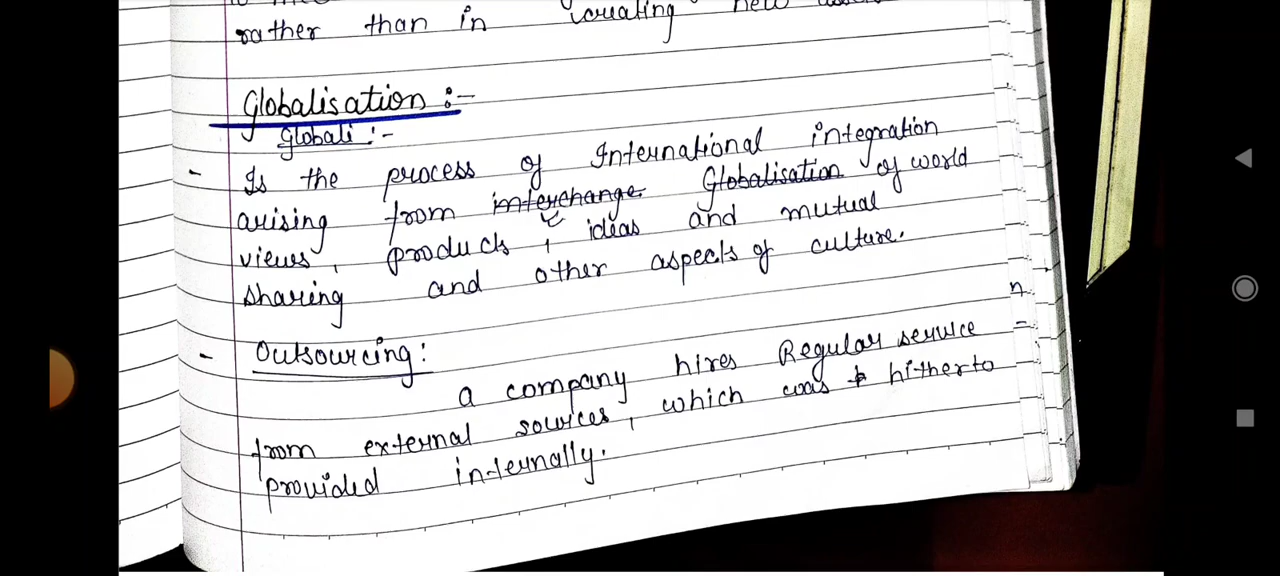 rather than in creating new
Globalisation :-
Globali :-
- Is the process of International integration
arising from interchange Globalisation of world
views, products, ideas and mutual
sharing and other aspects of culture.
- Outsourcing :
a company hires Regular service
from external sources, which was hitherto
provided internally.
n